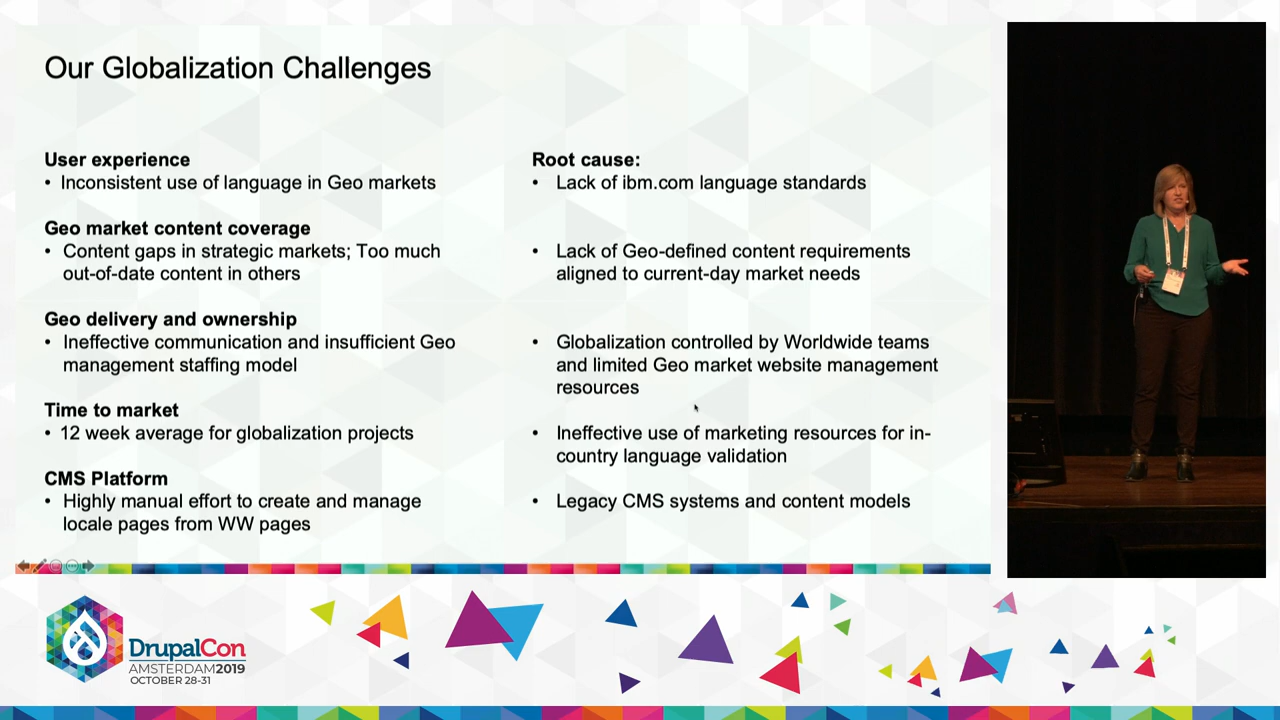 Our Globalization Challenges
User experience
• Inconsistent use of language in Geo markets
Geo market content coverage
• Content gaps in strategic markets; Too much
out-of-date content in others
Geo delivery and ownership
• Ineffective communication and insufficient Geo
management staffing model
Time to market
• 12 week average for globalization projects
CMS Platform
• Highly manual effort to create and manage
locale pages from WW pages
Root cause:
• Lack of ibm.com language standards
• Lack of Geo-defined content requirements
aligned to current-day market needs
• Globalization controlled by Worldwide teams
and limited Geo market website management
resources
• Ineffective use of marketing resources for in-
country language validation
• Legacy CMS systems and content models
DrupalCon
AMSTERDAM2019
OCTOBER 28-31